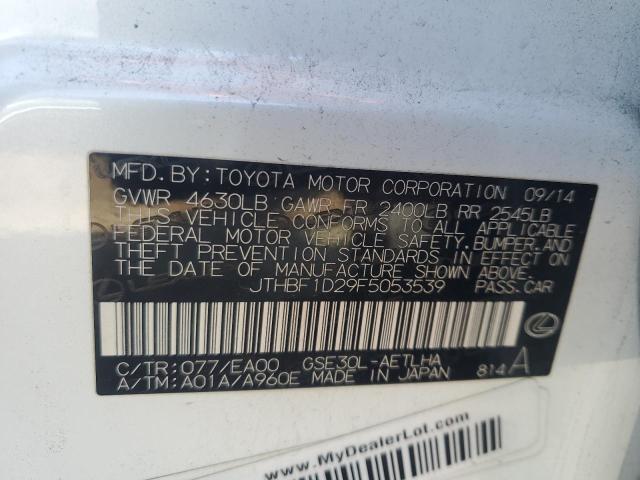 MFD. BY: TOYOTA MOTOR CORPORATION 09/14
GVWR 4630LB GAWR FR 2400LB RR 2545LB
THIS VEHICLE CONFORMS TO ALL APPLICABLE
FEDERAL MOTOR VEHICLE SAFETY, BUMPER, AND
THEFT PREVENTION STANDARDS IN EFFECT ON
THE DATE OF MANUFACTURE SHOWN ABOVE.
JTHBF1D29F5053539 PASS.CAR
C/TR:077/EA00 GSE30L-AETLHA
A/TM:A01A/A960E MADE IN JAPAN 814 A
www.
MyDealerLot.com